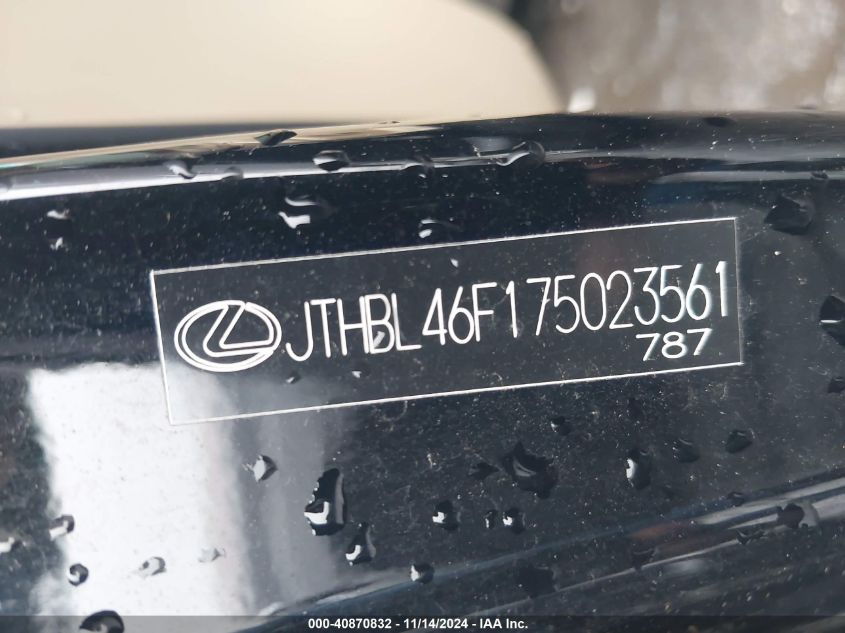 JTHBL46F175023561
787
000-40870832 - 11/14/2024 - IAA Inc.